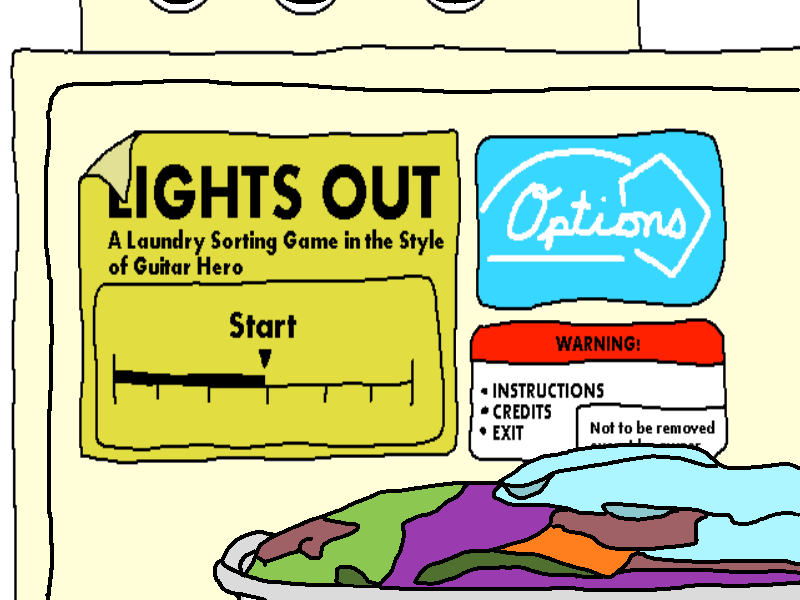 LIGHTS OUT
A Laundry Sorting Game in the Style
of Guitar Hero
Start
Options
WARNING!
• INSTRUCTIONS
• CREDITS
• EXIT
Not to be removed